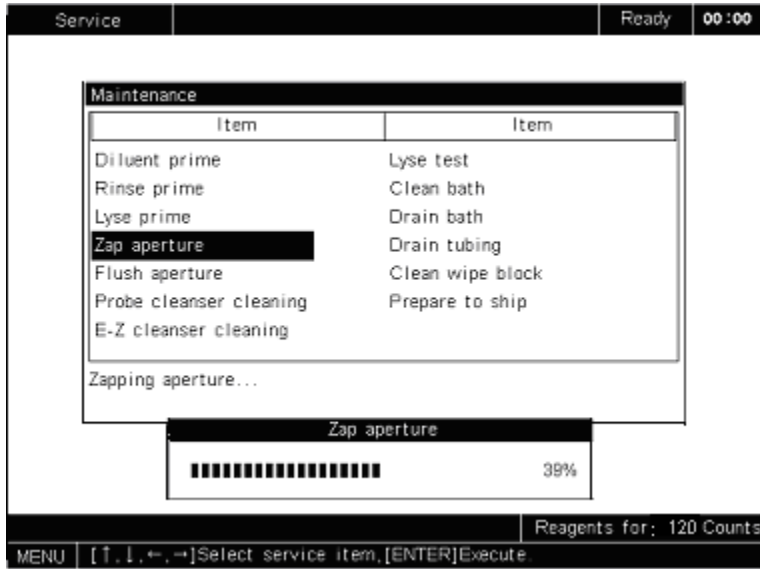 Service Ready 00:00
Maintenance
Item Item
Diluent prime Lyse test
Rinse prime Clean bath
Lyse prime Drain bath
Zap aperture Drain tubing
Flush aperture Clean wipe block
Probe cleanser cleaning Prepare to ship
E-Z cleanser cleaning
Zapping aperture...
Zap aperture
39%
Reagents for: 120 Counts
MENU [↑,↓,←,→]Select service item,[ENTER]Execute.